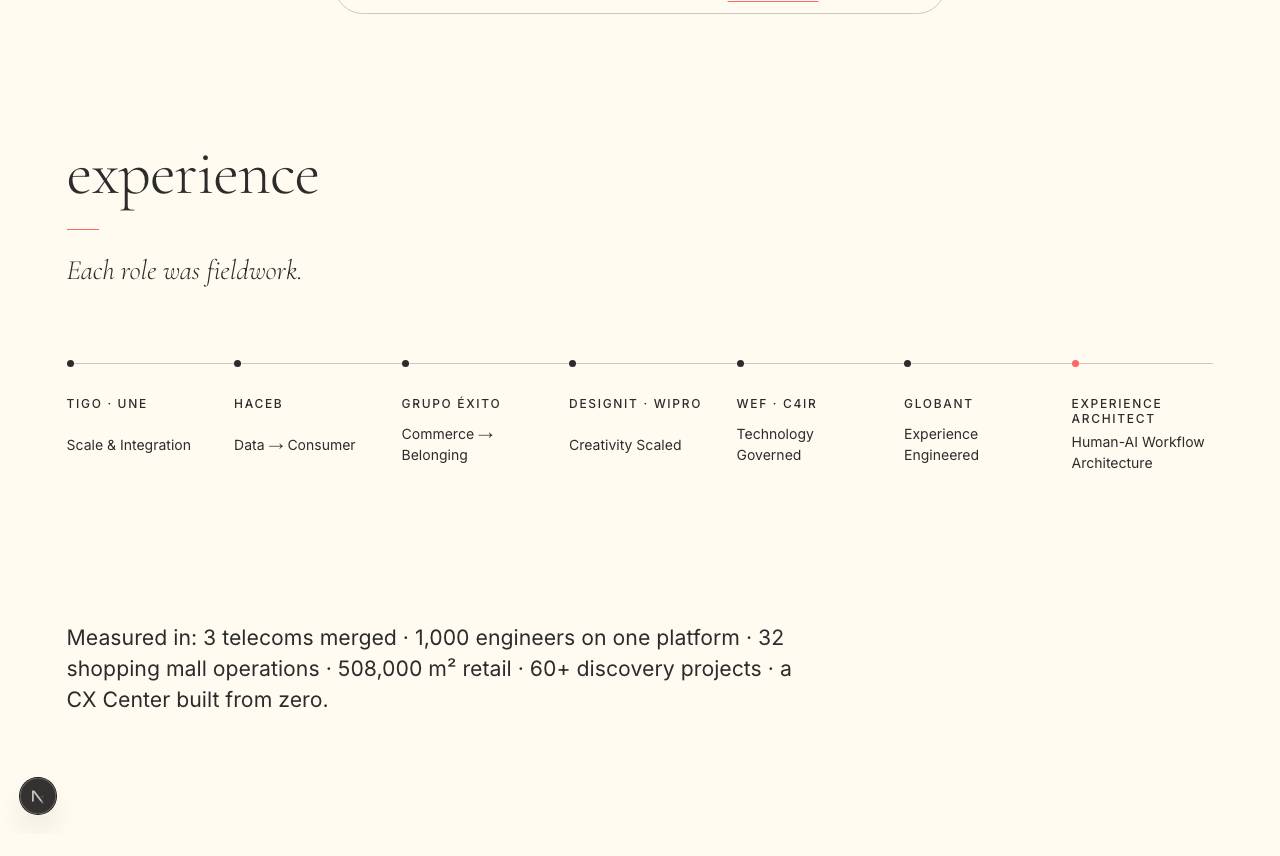 experience
Each role was fieldwork.
TIGO · UNE
Scale & Integration
HACEB
Data → Consumer
GRUPO ÉXITO
Commerce →
Belonging
DESIGNIT · WIPRO
Creativity Scaled
WEF · C4IR
Technology
Governed
GLOBANT
Experience
Engineered
EXPERIENCE
ARCHITECT
Human-AI Workflow
Architecture
Measured in: 3 telecoms merged · 1,000 engineers on one platform · 32
shopping mall operations · 508,000 m² retail · 60+ discovery projects · a
CX Center built from zero.
N